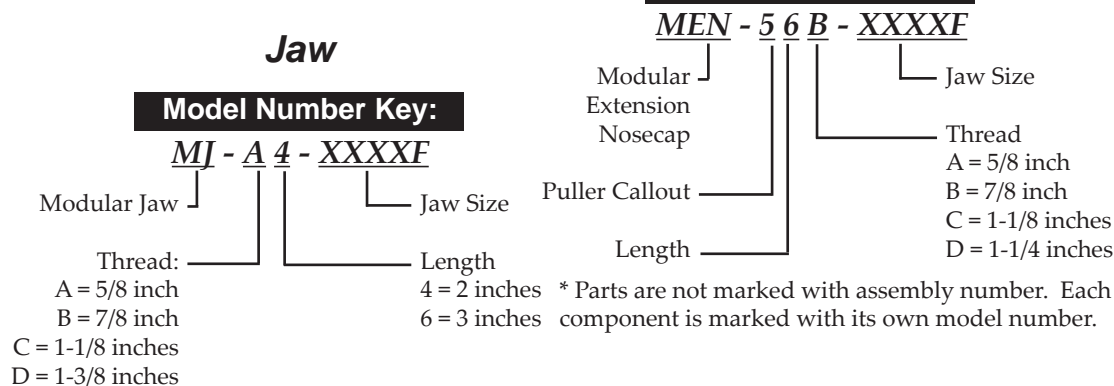 Jaw
Model Number Key:
MJ - A 4 - XXXXF
Modular Jaw
Jaw Size
Thread:
A = 5/8 inch
B = 7/8 inch
C = 1-1/8 inches
D = 1-3/8 inches
Length
4 = 2 inches
6 = 3 inches
MEN - 5 6 B - XXXXF
Modular
Extension
Nosecap
Jaw Size
Puller Callout
Length
Thread
A = 5/8 inch
B = 7/8 inch
C = 1-1/8 inches
D = 1-1/4 inches
* Parts are not marked with assembly number. Each
component is marked with its own model number.